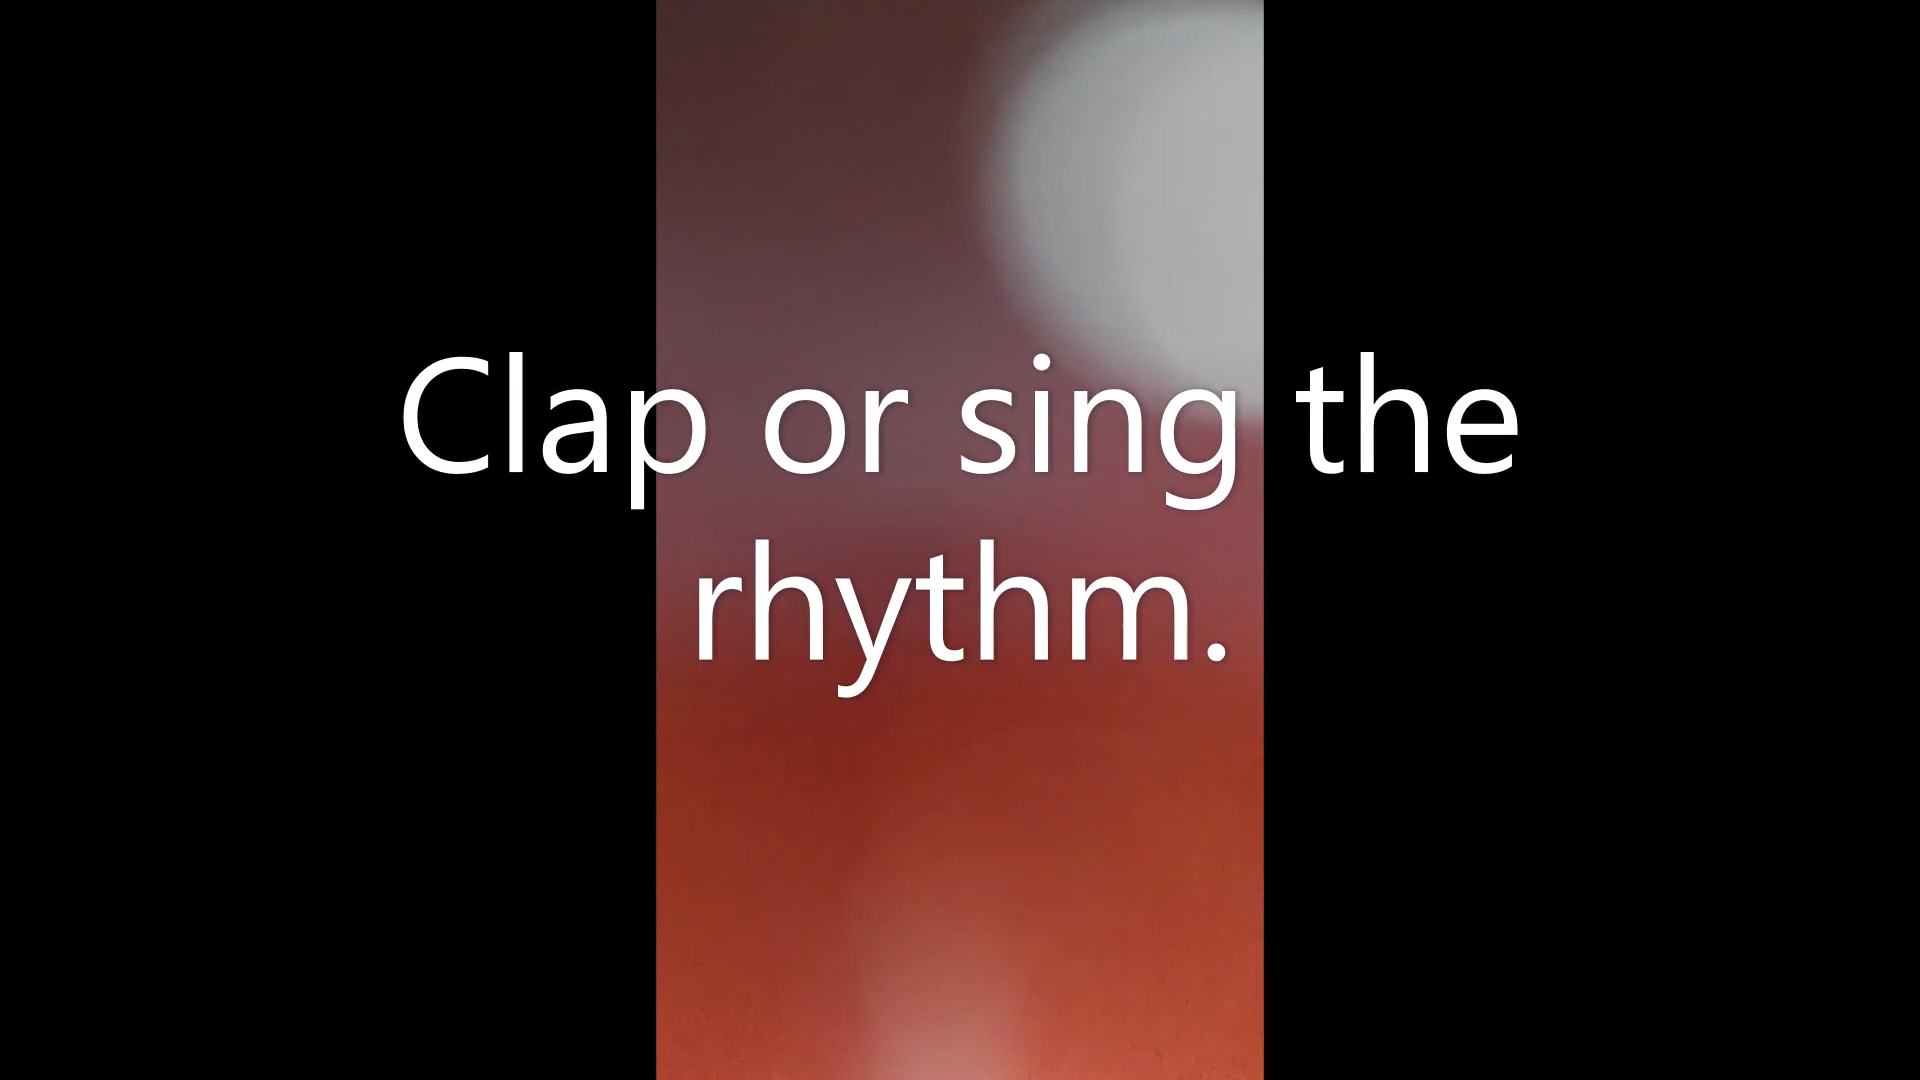 Clap or sing the
rhythm.